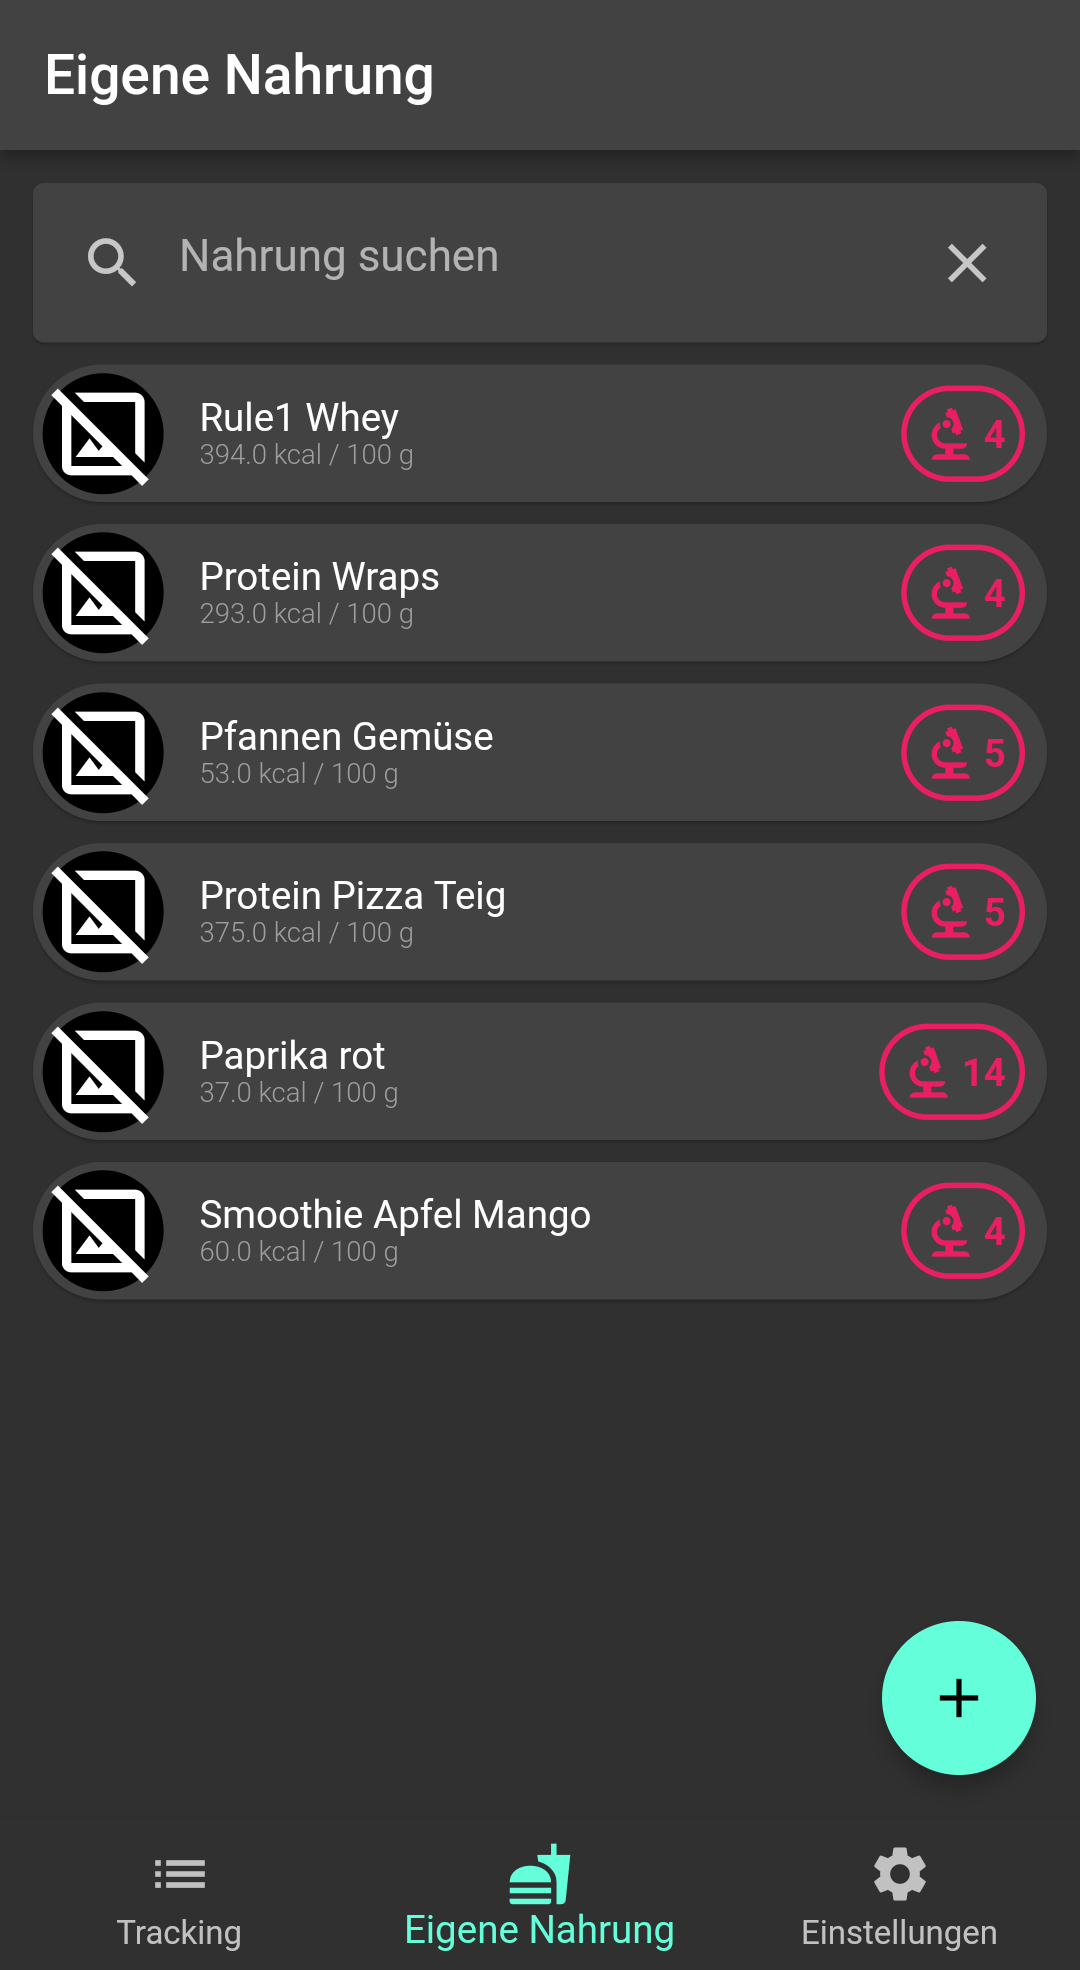 Eigene Nahrung
Nahrung suchen
Rule1 Whey
394.0 kcal / 100 g
4
Protein Wraps
293.0 kcal / 100 g
4
Pfannen Gemüse
53.0 kcal / 100 g
5
Protein Pizza Teig
375.0 kcal / 100 g
5
Paprika rot
37.0 kcal / 100 g
14
Smoothie Apfel Mango
60.0 kcal / 100 g
4
Tracking
Eigene Nahrung
Einstellungen